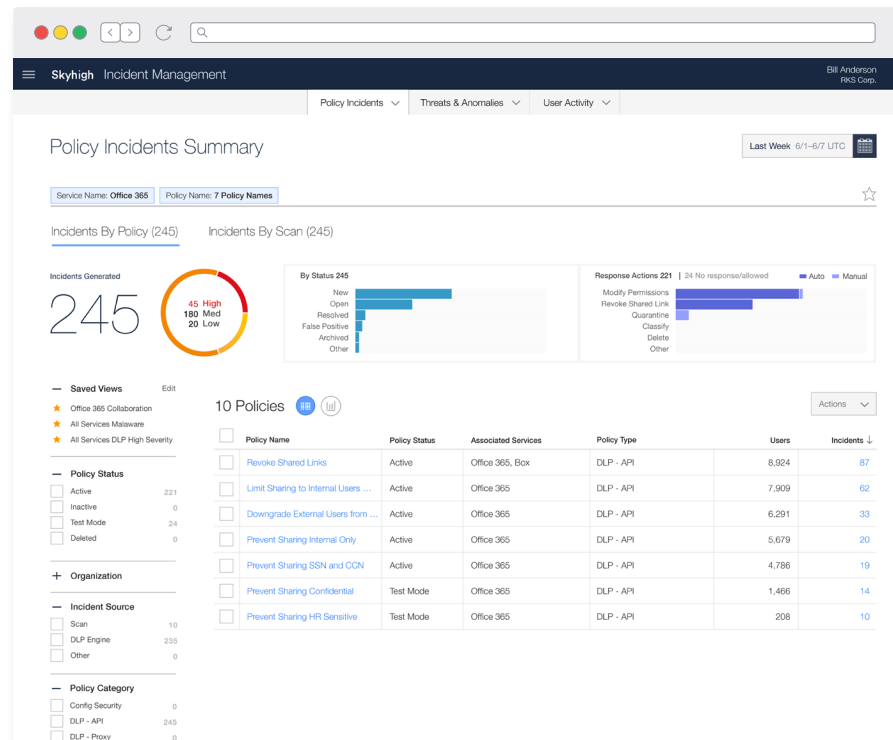 Skyhigh Incident Management
Bill Anderson
RKS Corp.
Policy Incidents Threats & Anomalies User Activity
Policy Incidents Summary
Last Week 6/1–6/7 UTC
Service Name: Office 365 Policy Name: 7 Policy Names
Incidents By Policy (245) Incidents By Scan (245)
Incidents Generated
245
45 High
180 Med
20 Low
By Status 245
New
Open
Resolved
False Positive
Archived
Other
Response Actions 221 | 24 No response/allowed Auto Manual
Modify Permissions
Revoke Shared Link
Quarantine
Classify
Delete
Other
Saved Views Edit
Office 365 Collaboration
All Services Malaware
All Services DLP High Severity
Policy Status
Active 221
Inactive 0
Test Mode 24
Deleted 0
Organization
Incident Source
Scan 10
DLP Engine 235
Other 0
Policy Category
Config Security 0
DLP - API 245
DLP - Proxy 0
10 Policies
Actions
Policy Name Policy Status Associated Services Policy Type Users Incidents ↓
Revoke Shared Links Active Office 365, Box DLP - API 8,924 87
Limit Sharing to Internal Users ... Active Office 365 DLP - API 7,909 62
Downgrade External Users from ... Active Office 365 DLP - API 6,291 33
Prevent Sharing Internal Only Active Office 365 DLP - API 5,679 20
Prevent Sharing SSN and CCN Active Office 365 DLP - API 4,786 19
Prevent Sharing Confidential Test Mode Office 365 DLP - API 1,466 14
Prevent Sharing HR Sensitive Test Mode Office 365 DLP - API 208 10